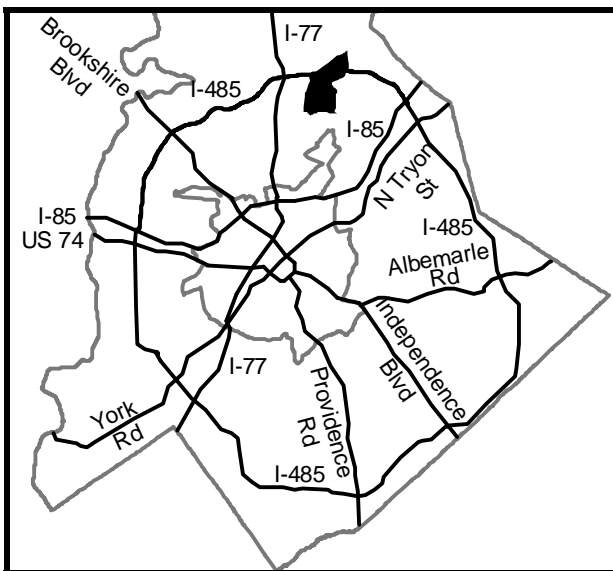 I-77
Brookshire
Blvd
I-485
I-85
N Tryon
St
I-85
US 74
I-485
Albemarle
Rd
Independence
Blvd
I-77
Providence
Rd
York
Rd
I-485